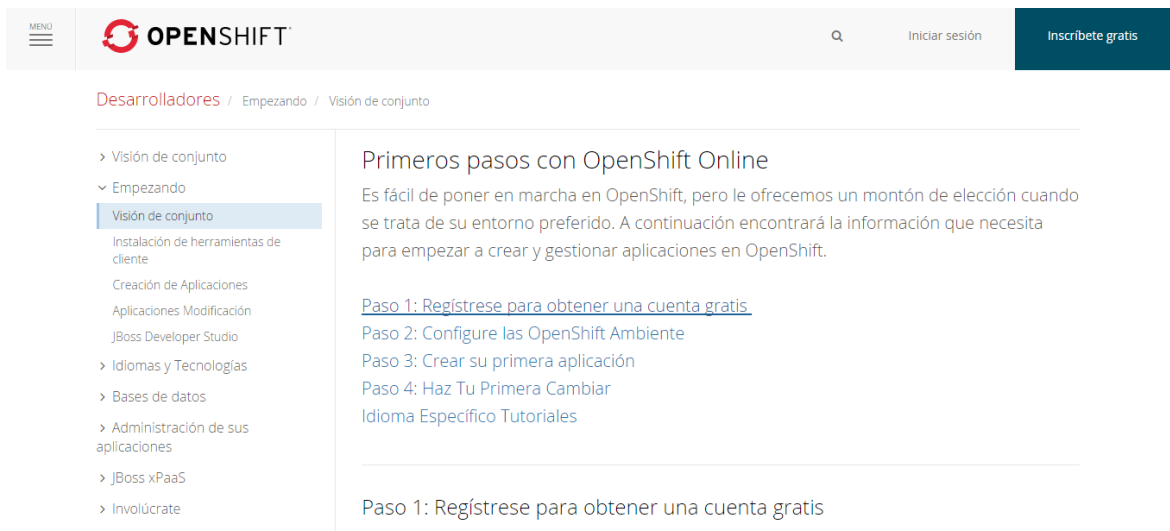 MENÚ
OPENSHIFT
Iniciar sesión
Inscríbete gratis
Desarrolladores / Empezando / Visión de conjunto
Visión de conjunto
Empezando
Visión de conjunto
Instalación de herramientas de
cliente
Creación de Aplicaciones
Aplicaciones Modificación
JBoss Developer Studio
Idiomas y Tecnologías
Bases de datos
Administración de sus
aplicaciones
JBoss xPaaS
Involúcrate
Primeros pasos con OpenShift Online
Es fácil de poner en marcha en OpenShift, pero le ofrecemos un montón de elección cuando
se trata de su entorno preferido. A continuación encontrará la información que necesita
para empezar a crear y gestionar aplicaciones en OpenShift.
Paso 1: Regístrese para obtener una cuenta gratis
Paso 2: Configure las OpenShift Ambiente
Paso 3: Crear su primera aplicación
Paso 4: Haz Tu Primera Cambiar
Idioma Específico Tutoriales
Paso 1: Regístrese para obtener una cuenta gratis